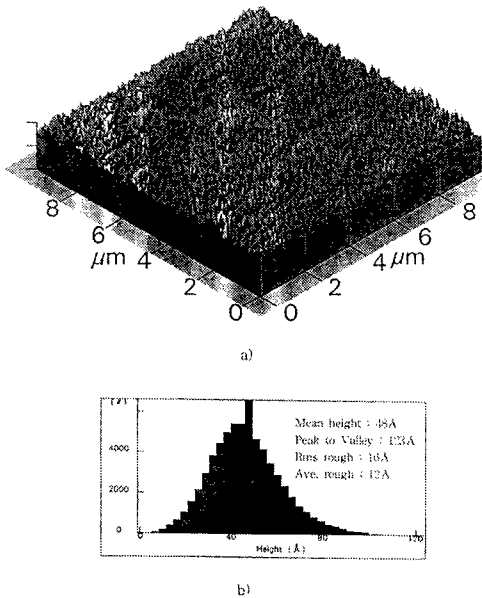 8
6
μm
4
2
0
0
2
4
μm
6
8
a)
[#]
4000
2000
0
0
40
80
120
Height [Å]
Mean height : 48Å
Peak to Valley : 123Å
Rms rough : 16Å
Ave. rough : 12Å
b)